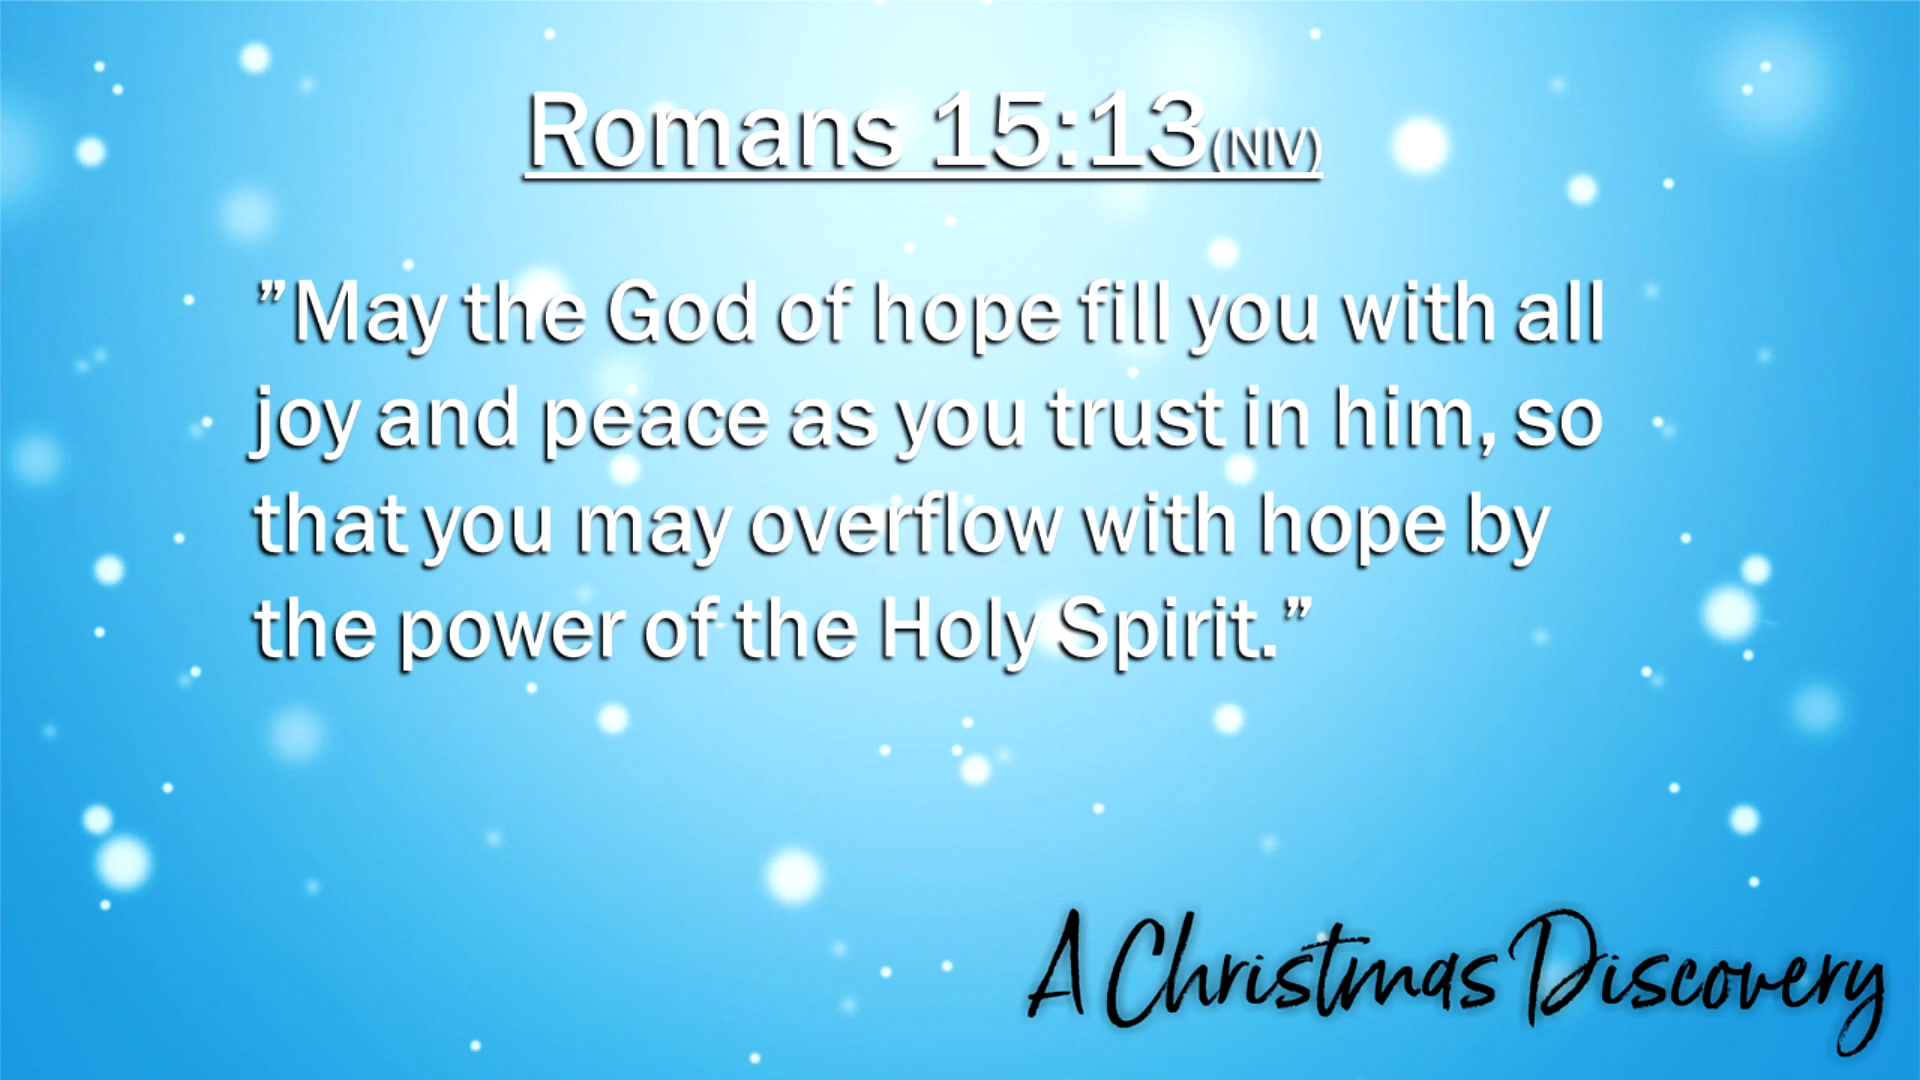 Romans 15:13(NIV)
”May the God of hope fill you with all
joy and peace as you trust in him, so
that you may overflow with hope by
the power of the Holy Spirit.”
A Christmas Discovery